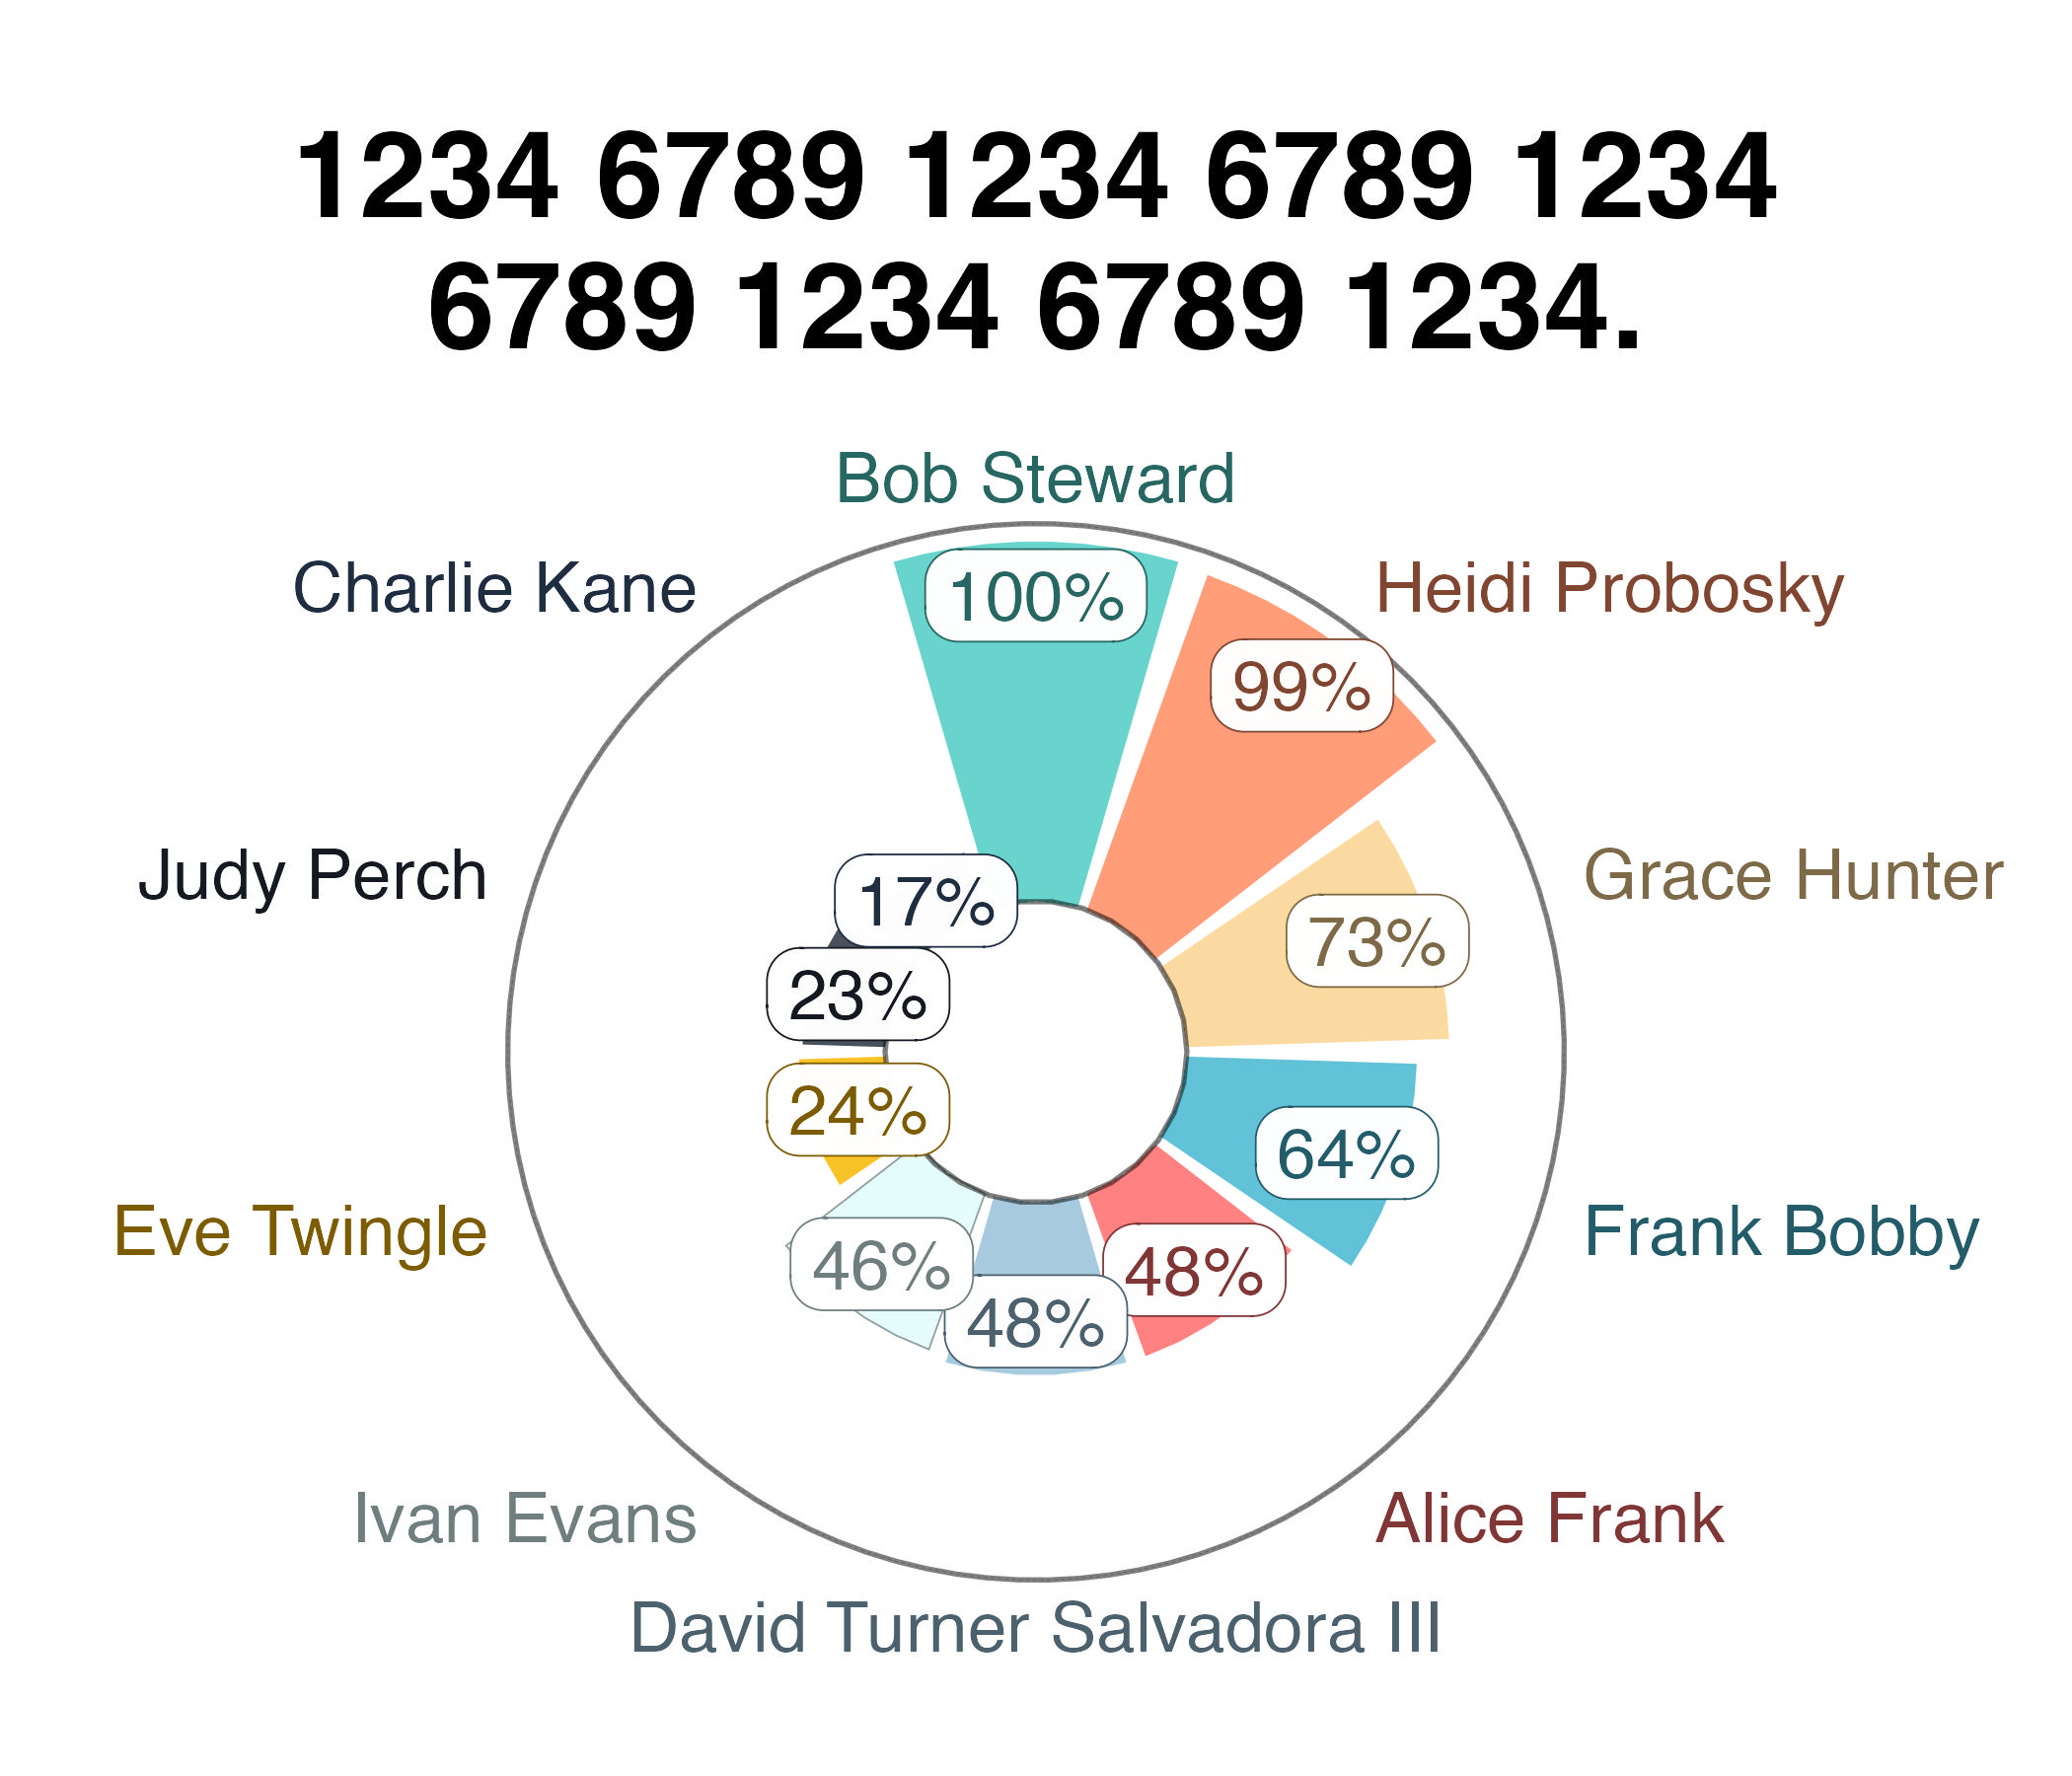 1234 6789 1234 6789 1234
6789 1234 6789 1234.
Bob Steward
Charlie Kane
Heidi Probosky
100%
99%
Judy Perch
Grace Hunter
17%
73%
23%
24%
64%
Eve Twingle
Frank Bobby
46%
48%
48%
Ivan Evans
Alice Frank
David Turner Salvadora III